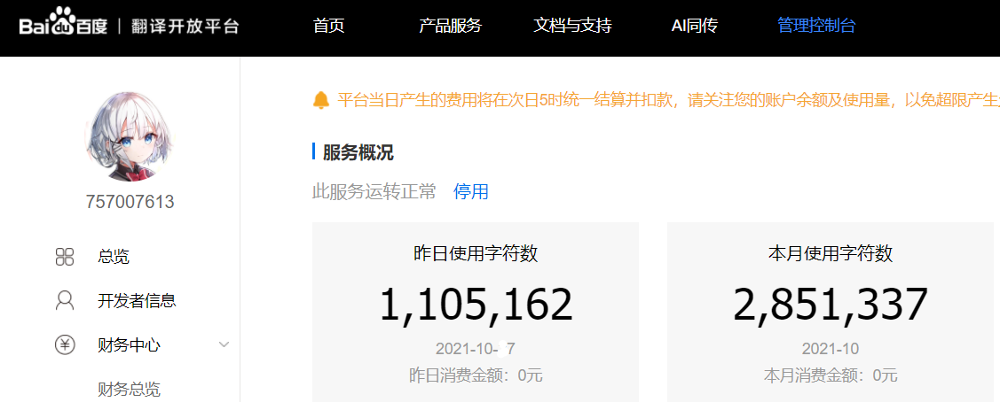 Bai du 百度 | 翻译开放平台 首页 产品服务 文档与支持 AI同传 管理控制台
平台当日产生的费用将在次日5时统一结算并扣款，请关注您的账户余额及使用量，以免超限产生
服务概况
此服务运转正常 停用
757007613
总览
开发者信息
财务中心
财务总览
昨日使用字符数
1,105,162
2021-10- 7
昨日消费金额：0元
本月使用字符数
2,851,337
2021-10
本月消费金额：0元